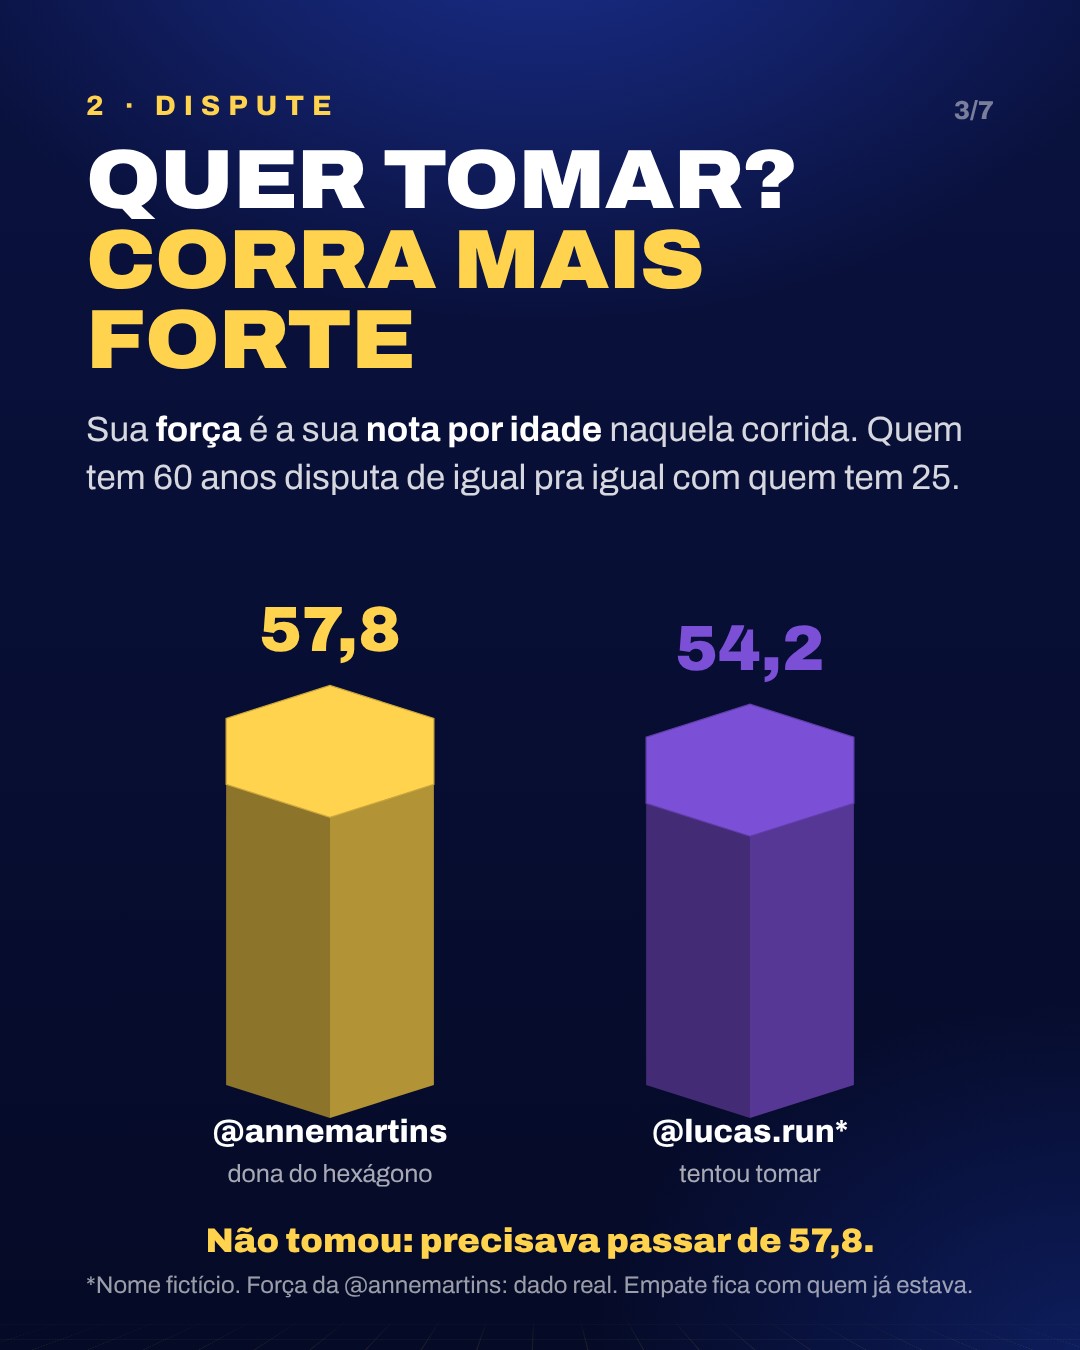 2 · DISPUTE
3/7
QUER TOMAR?
CORRA MAIS
FORTE
Sua força é a sua nota por idade naquela corrida. Quem
tem 60 anos disputa de igual pra igual com quem tem 25.
57,8
54,2
@annemartins
@lucas.run*
dona do hexágono
tentou tomar
Não tomou: precisava passar de 57,8.
*Nome fictício. Força da @annemartins: dado real. Empate fica com quem já estava.